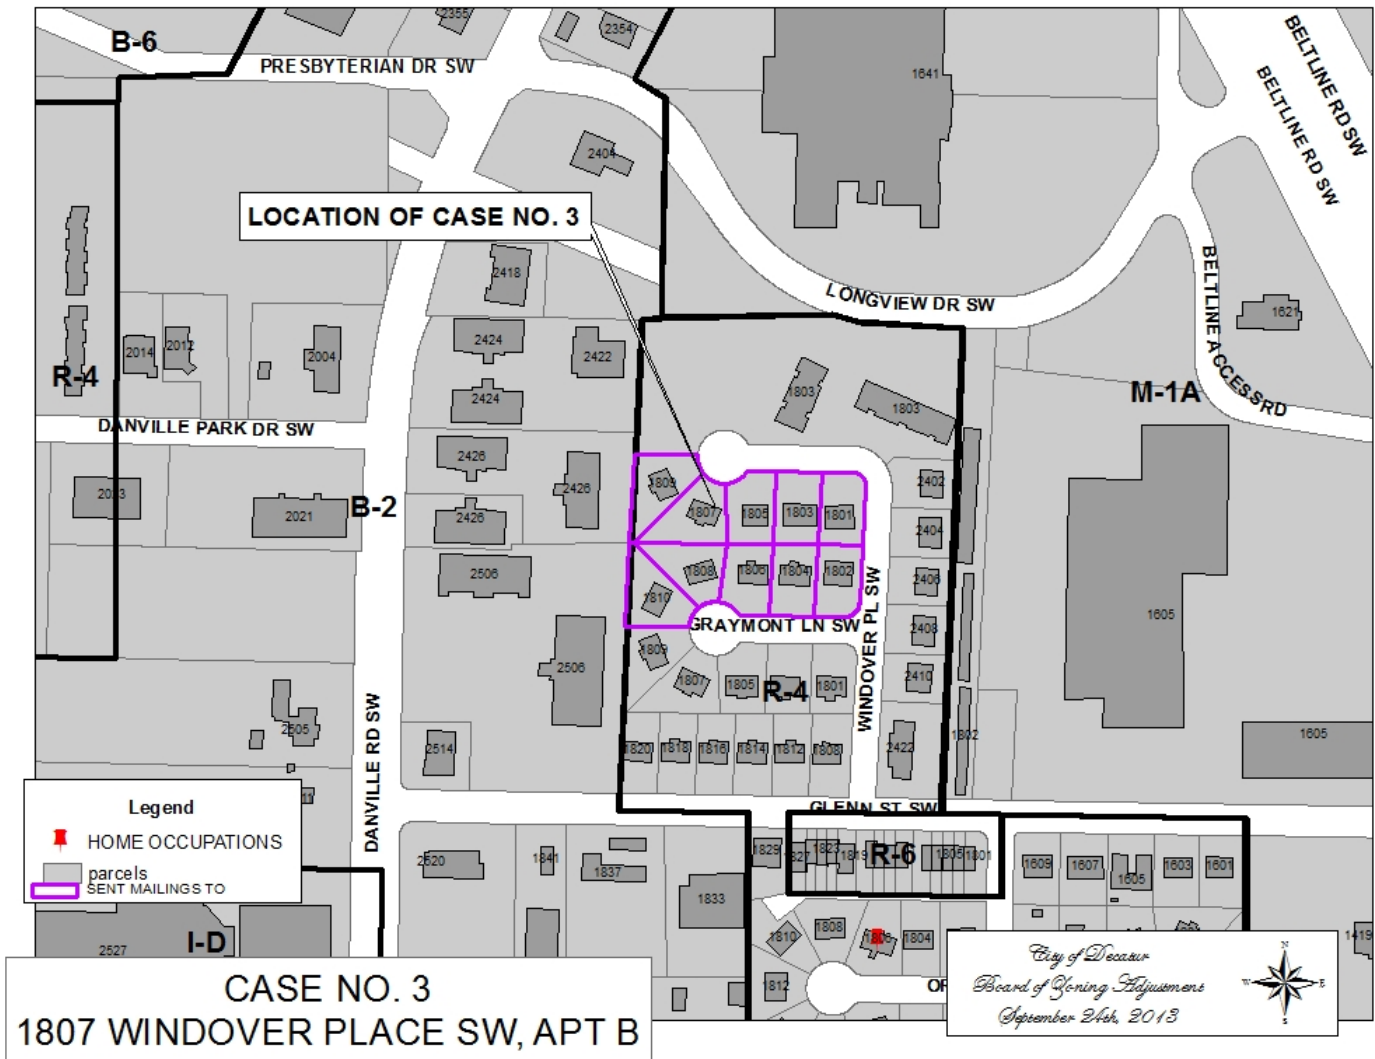 2355
2354
B-6
PRESBYTERIAN DR SW
1641
BELTLINE RD SW
BELTLINE RD SW
2404
LOCATION OF CASE NO. 3
2418
BELTLINE ACCESS RD
LONGVIEW DR SW
1621
2424
2422
2014
2012
2004
R-4
2424
1803
1803
M-1A
DANVILLE PARK DR SW
2426
2426
1809
2402
2033
2021
B-2
2426
1807
1805
1803
1801
2404
2506
1808
1806
1804
1802
2406
1810
1605
GRAYMONT LN SW
2408
WINDOVER PL SW
1809
2506
1807
1805
R-4
1801
2410
DANVILLE RD SW
2505
2514
1820
1818
1816
1814
1812
1808
2422
1802
1605
GLENN ST SW
Legend
HOME OCCUPATIONS
parcels
SENT MAILINGS TO
11
2520
1841
1837
1833
1829
1827
1823
1819
R-6
1805
1801
1609
1607
1605
1603
1601
I-D
2527
1810
1808
1806
1804
1419
1812
OR
CASE NO. 3
1807 WINDOVER PLACE SW, APT B
City of Decatur
Board of Zoning Adjustment
September 24th, 2013
N
W
E
S